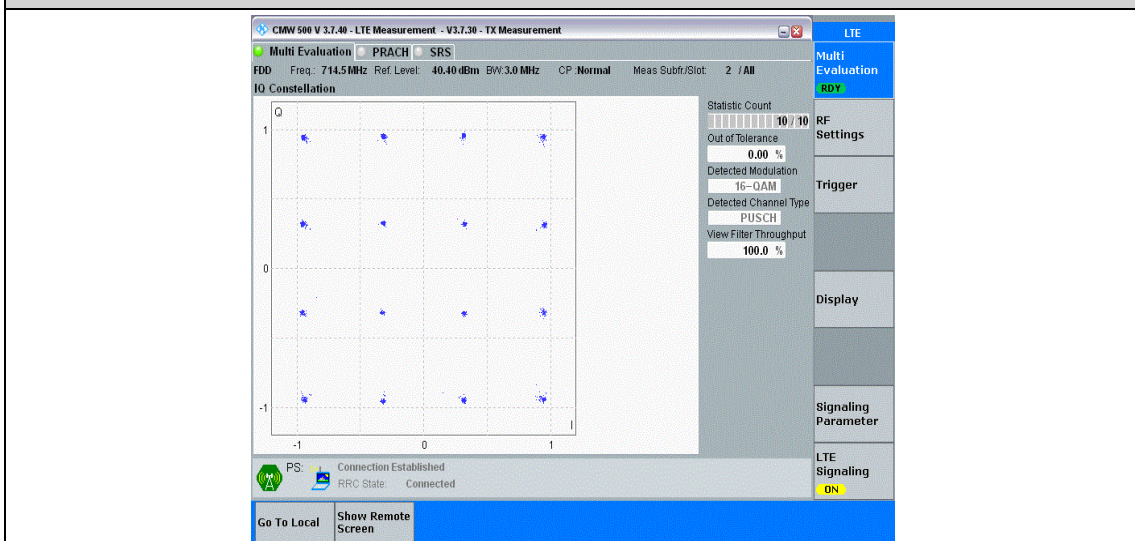 CMW 500 V 3.7.40 - LTE Measurement - V3.7.30 - TX Measurement
LTE
Multi Evaluation PRACH SRS
Multi
Evaluation
RDY
FDD Freq.: 714.5 MHz Ref. Level: 40.40 dBm BW: 3.0 MHz CP : Normal Meas Subfr./Slot: 2 / All
IQ Constellation
Q
1
0
-1
-1 0 1
I
Statistic Count
10 / 10
Out of Tolerance
0.00 %
Detected Modulation
16-QAM
Detected Channel Type
PUSCH
View Filter Throughput
100.0 %
RF
Settings
Trigger
Display
Signaling
Parameter
LTE
Signaling
ON
PS: Connection Established
RRC State: Connected
Go To Local
Show Remote
Screen